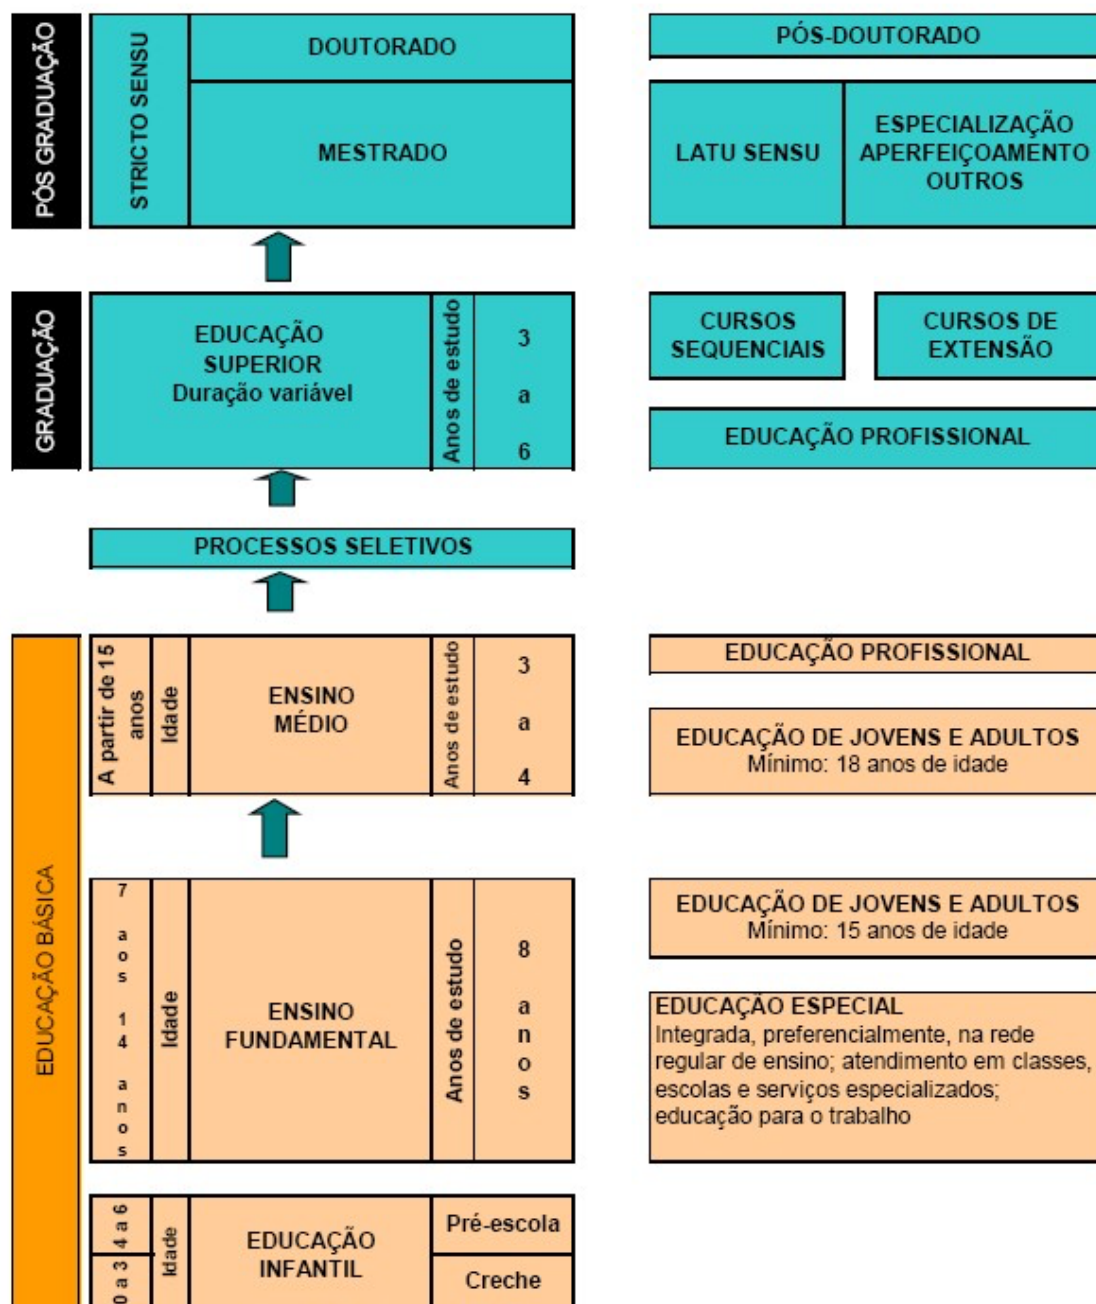 PÓS GRADUAÇÃO
STRICTO SENSU
DOUTORADO
MESTRADO
PÓS-DOUTORADO
LATU SENSU
ESPECIALIZAÇÃO
APERFEIÇOAMENTO
OUTROS
GRADUAÇÃO
EDUCAÇÃO
SUPERIOR
Duração variável
Anos de estudo
3
a
6
CURSOS
SEQUENCIAIS
CURSOS DE
EXTENSÃO
EDUCAÇÃO PROFISSIONAL
PROCESSOS SELETIVOS
EDUCAÇÃO BÁSICA
A partir de 15
anos
Idade
ENSINO
MÉDIO
Anos de estudo
3
a
4
EDUCAÇÃO PROFISSIONAL
EDUCAÇÃO DE JOVENS E ADULTOS
Mínimo: 18 anos de idade
7 aos 14 anos
Idade
ENSINO
FUNDAMENTAL
Anos de estudo
8 anos
EDUCAÇÃO DE JOVENS E ADULTOS
Mínimo: 15 anos de idade
EDUCAÇÃO ESPECIAL
Integrada, preferencialmente, na rede
regular de ensino; atendimento em classes,
escolas e serviços especializados;
educação para o trabalho
4 a 6
0 a 3
Idade
EDUCAÇÃO
INFANTIL
Pré-escola
Creche